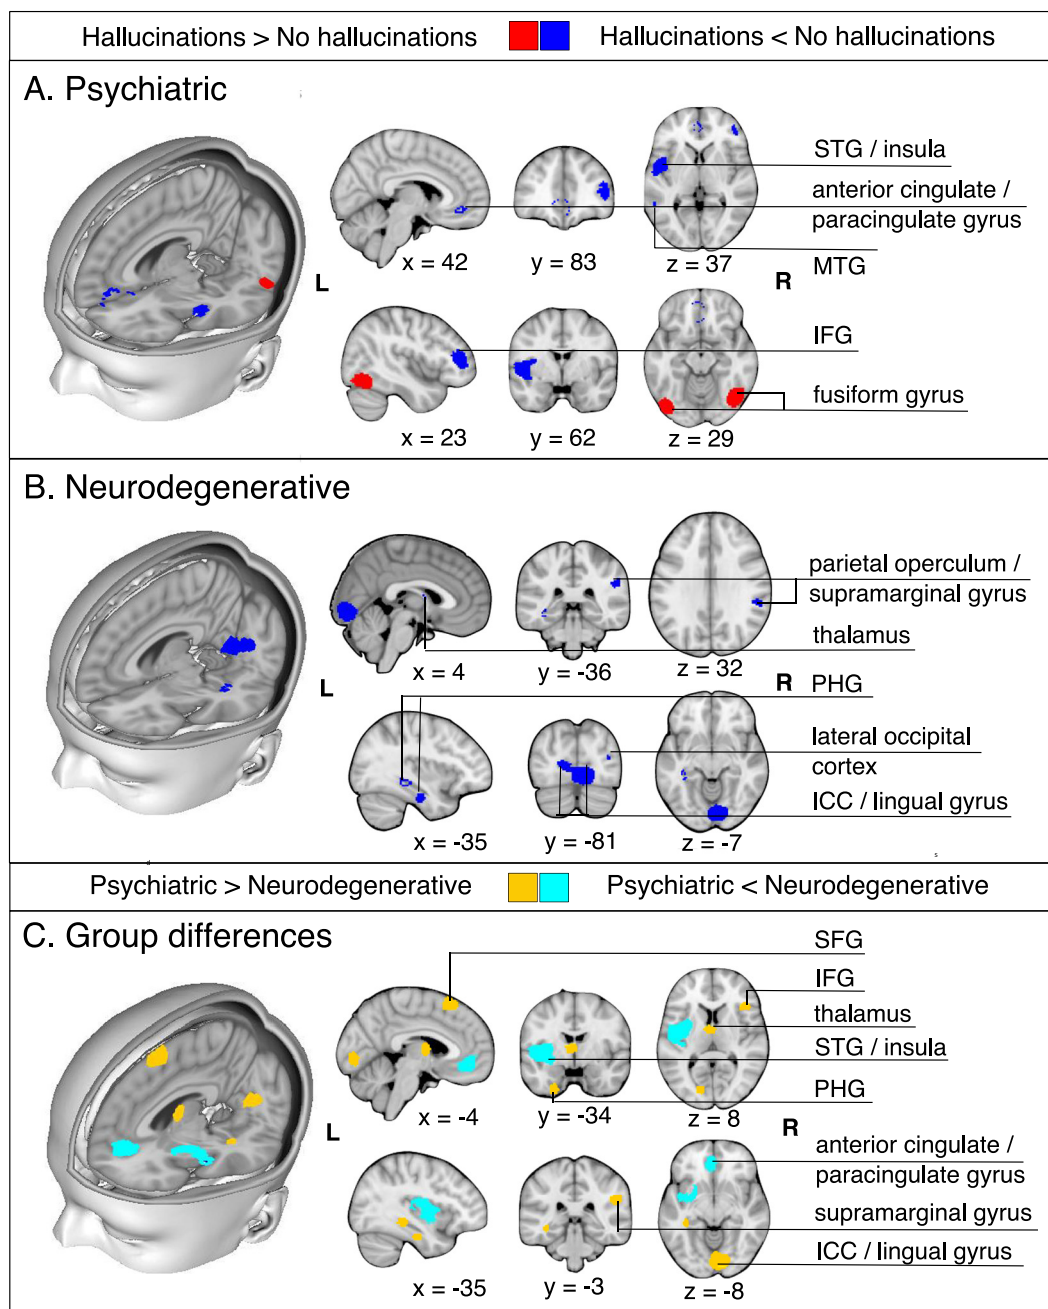 Hallucinations > No hallucinations
Hallucinations < No hallucinations
A. Psychiatric
STG / insula
anterior cingulate /
paracingulate gyrus
MTG
x = 42
y = 83
z = 37
L
R
IFG
fusiform gyrus
x = 23
y = 62
z = 29
B. Neurodegenerative
parietal operculum /
supramarginal gyrus
thalamus
x = 4
y = -36
z = 32
L
R
PHG
lateral occipital
cortex
ICC / lingual gyrus
x = -35
y = -81
z = -7
Psychiatric > Neurodegenerative
Psychiatric < Neurodegenerative
C. Group differences
SFG
IFG
thalamus
STG / insula
PHG
x = -4
y = -34
z = 8
L
R
anterior cingulate /
paracingulate gyrus
supramarginal gyrus
ICC / lingual gyrus
x = -35
y = -3
z = -8